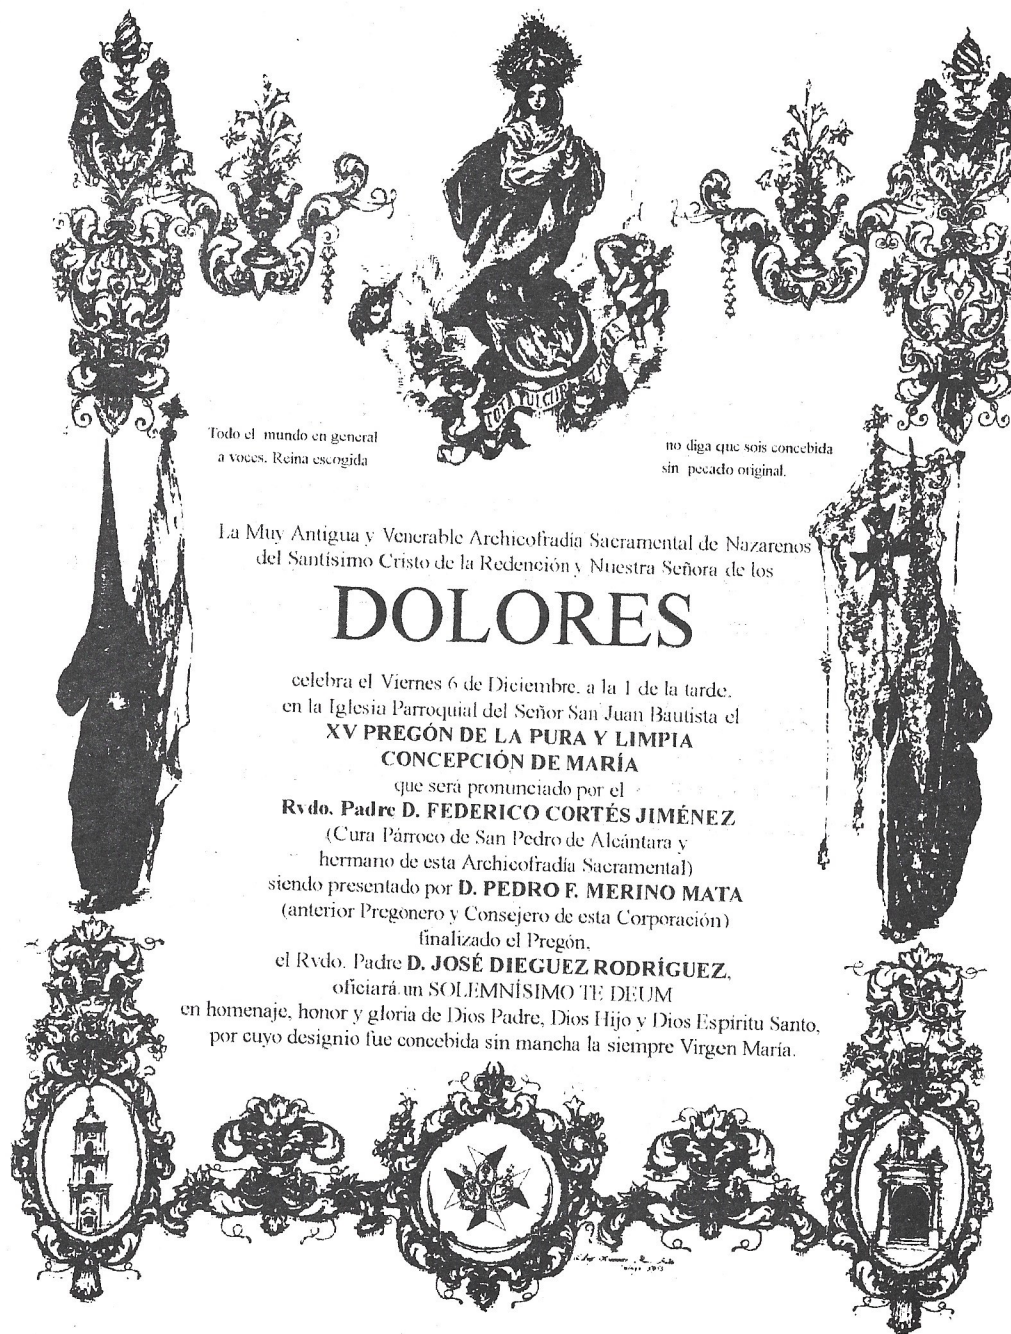 TOTA PULCHRA
Todo el mundo en general
a voces. Reina escogida
no diga que sois concebida
sin pecado original.
La Muy Antigua y Venerable Archicofradía Sacramental de Nazarenos
del Santísimo Cristo de la Redención y Nuestra Señora de los
DOLORES
celebra el Viernes 6 de Diciembre, a la 1 de la tarde,
en la Iglesia Parroquial del Señor San Juan Bautista el
XV PREGÓN DE LA PURA Y LIMPIA
CONCEPCIÓN DE MARÍA
que será pronunciado por el
Rvdo. Padre D. FEDERICO CORTÉS JIMÉNEZ
(Cura Párroco de San Pedro de Alcántara y
hermano de esta Archicofradía Sacramental)
siendo presentado por D. PEDRO F. MERINO MATA
(anterior Pregonero y Consejero de esta Corporación)
finalizado el Pregón,
el Rvdo. Padre D. JOSÉ DIEGUEZ RODRÍGUEZ,
oficiará un SOLEMNÍSIMO TE DEUM
en homenaje, honor y gloria de Dios Padre, Dios Hijo y Dios Espíritu Santo,
por cuyo designio fue concebida sin mancha la siempre Virgen María.